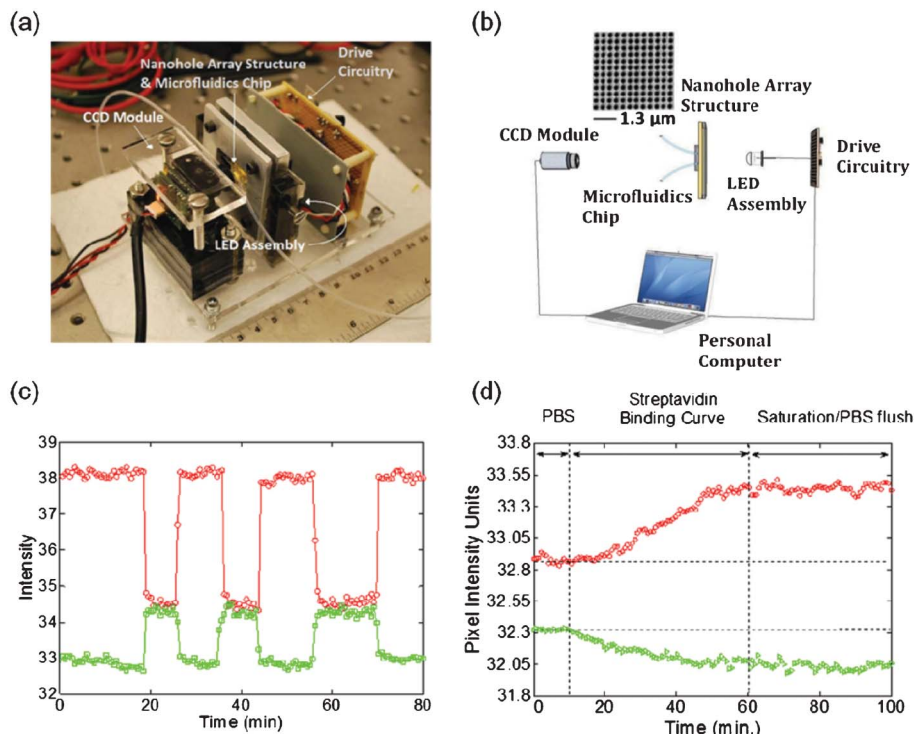 (a)
Nanohole Array Structure
& Microfluidics Chip
Drive
Circuitry
CCD Module
LED Assembly
(b)
1.3 μm
Nanohole Array
Structure
CCD Module
Drive
Circuitry
LED
Assembly
Microfluidics
Chip
Personal
Computer
(c)
39
38
37
36
35
34
33
32
Intensity
0
20
40
60
80
Time (min)
(d)
PBS
Streptavidin
Binding Curve
Saturation/PBS flush
33.8
33.55
33.3
33.05
32.8
32.55
32.3
32.05
31.8
Pixel Intensity Units
0
10
20
40
60
80
100
Time (min.)